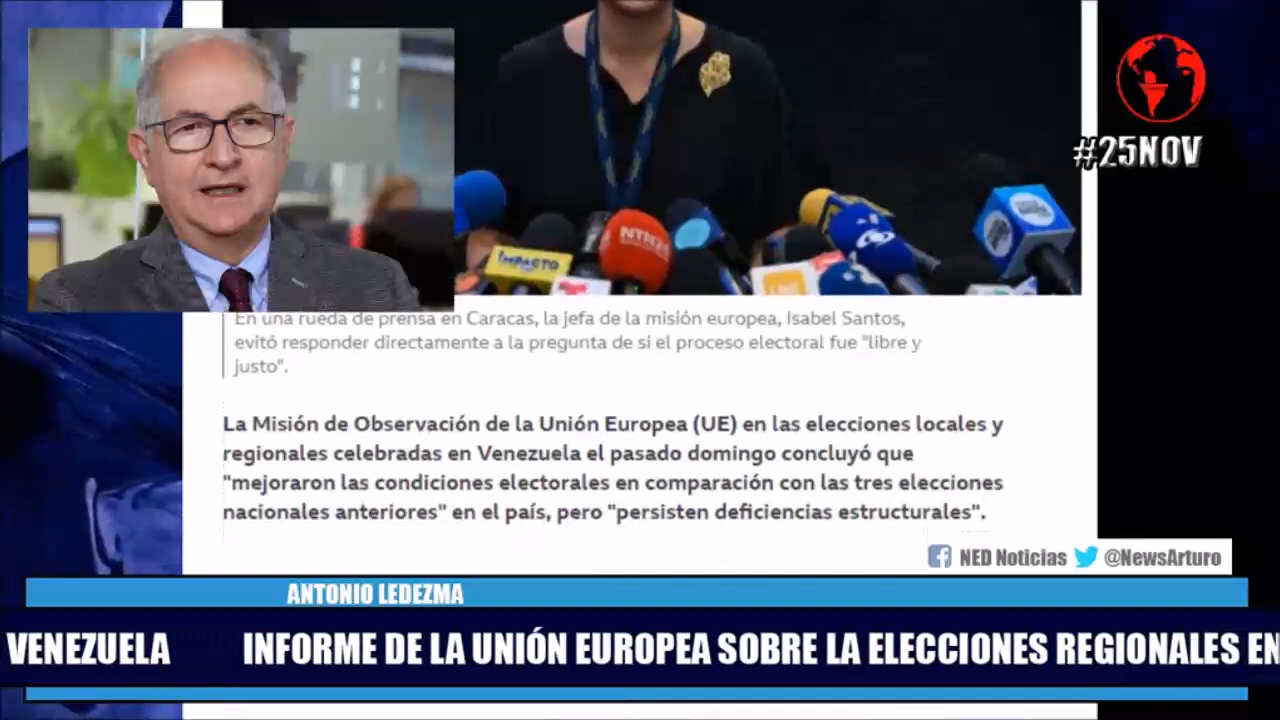 #25NOV
IMPACTO
NTN24
En una rueda de prensa en Caracas, la jefa de la misión europea, Isabel Santos,
evitó responder directamente a la pregunta de si el proceso electoral fue "libre y
justo".
La Misión de Observación de la Unión Europea (UE) en las elecciones locales y
regionales celebradas en Venezuela el pasado domingo concluyó que
"mejoraron las condiciones electorales en comparación con las tres elecciones
nacionales anteriores" en el país, pero "persisten deficiencias estructurales".
NED Noticias @NewsArturo
ANTONIO LEDEZMA
VENEZUELA INFORME DE LA UNIÓN EUROPEA SOBRE LA ELECCIONES REGIONALES EN